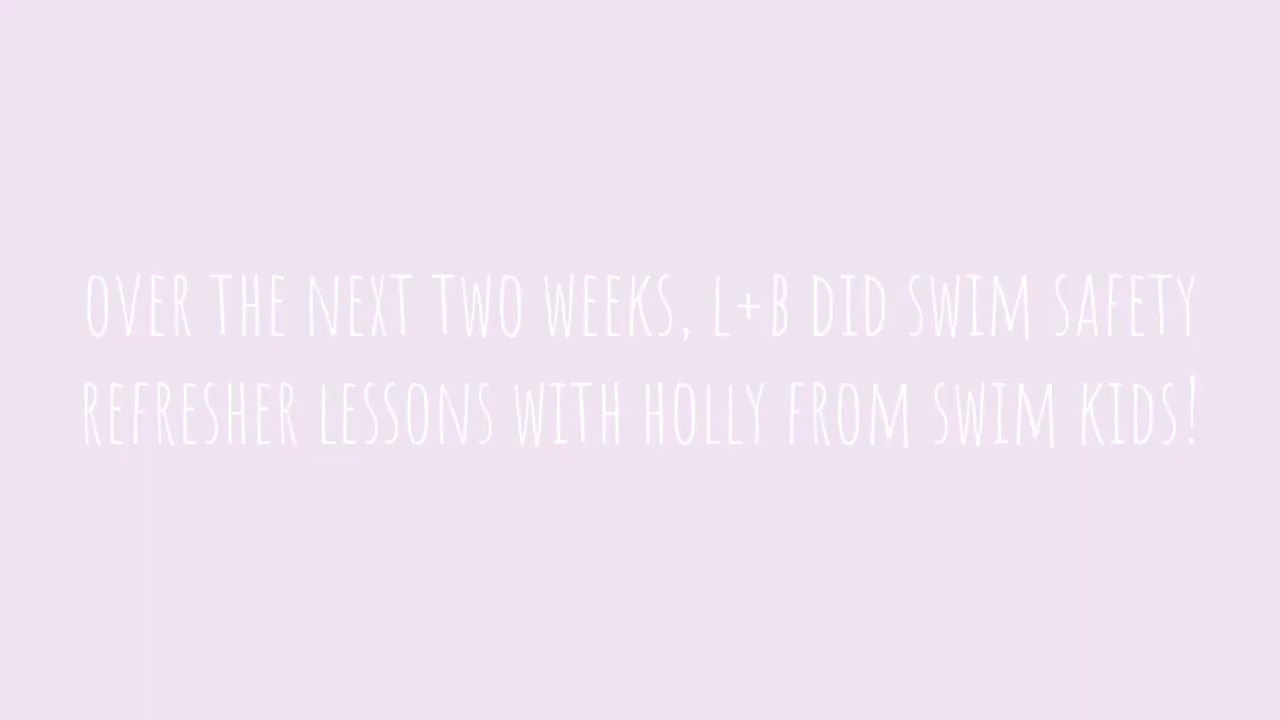 OVER THE NEXT TWO WEEKS, L+B DID SWIM SAFETY
REFRESHER LESSONS WITH HOLLY FROM SWIM KIDS!